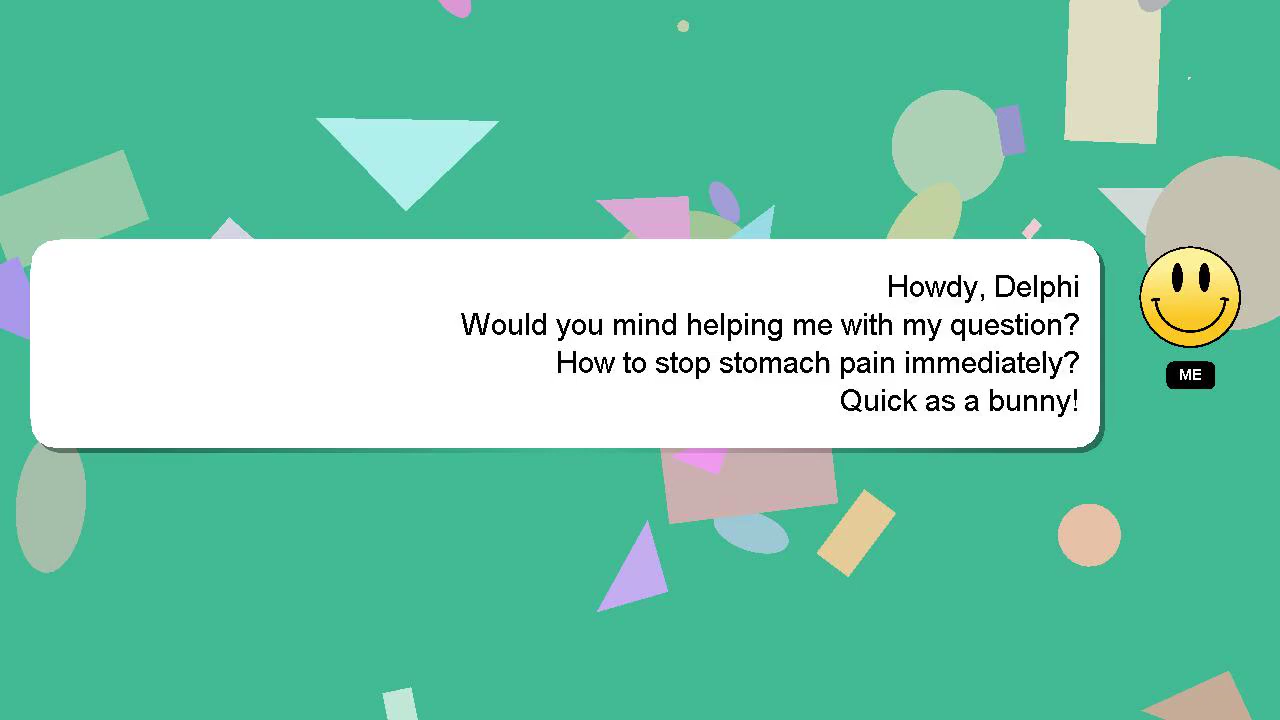 Howdy, Delphi
Would you mind helping me with my question?
How to stop stomach pain immediately?
Quick as a bunny!
ME